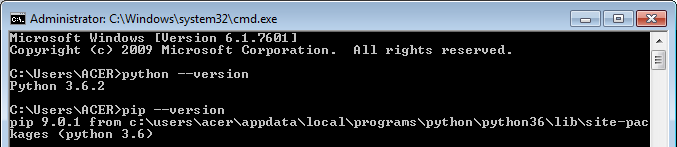 Administrator: C:\Windows\system32\cmd.exe
Microsoft Windows [Version 6.1.7601]
Copyright (c) 2009 Microsoft Corporation.  All rights reserved.
C:\Users\ACER>python --version
Python 3.6.2
C:\Users\ACER>pip --version
pip 9.0.1 from c:\users\acer\appdata\local\programs\python\python36\lib\site-pac
kages (python 3.6)